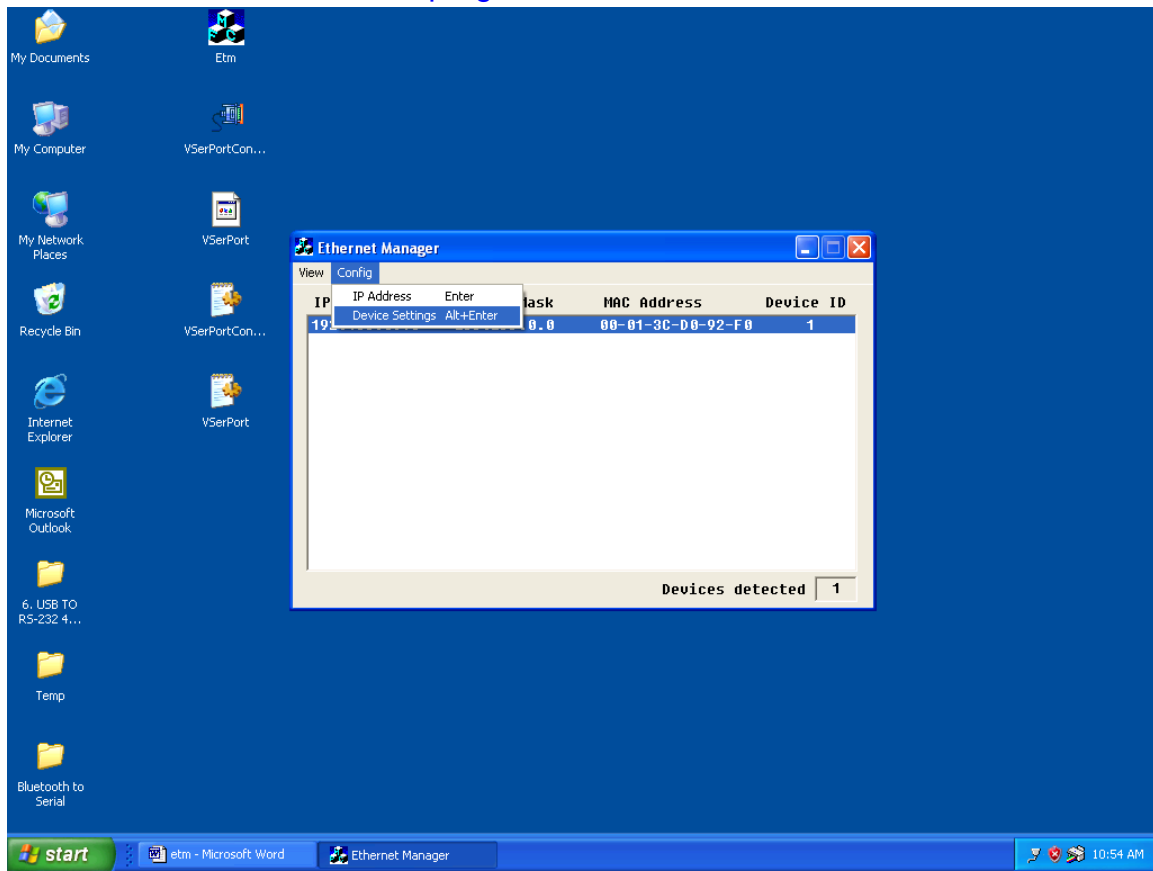 My Documents
Etm
My Computer
VSerPortCon...
My Network
Places
VSerPort
Recycle Bin
VSerPortCon...
Internet
Explorer
VSerPort
Microsoft
Outlook
6. USB TO
RS-232 4...
Temp
Bluetooth to
Serial
Ethernet Manager
View Config
IP Address Enter
Device Settings Alt+Enter
IP Mask MAC Address Device ID
0.0 00-01-3C-D0-92-F0 1
Devices detected 1
start
etm - Microsoft Word
Ethernet Manager
10:54 AM